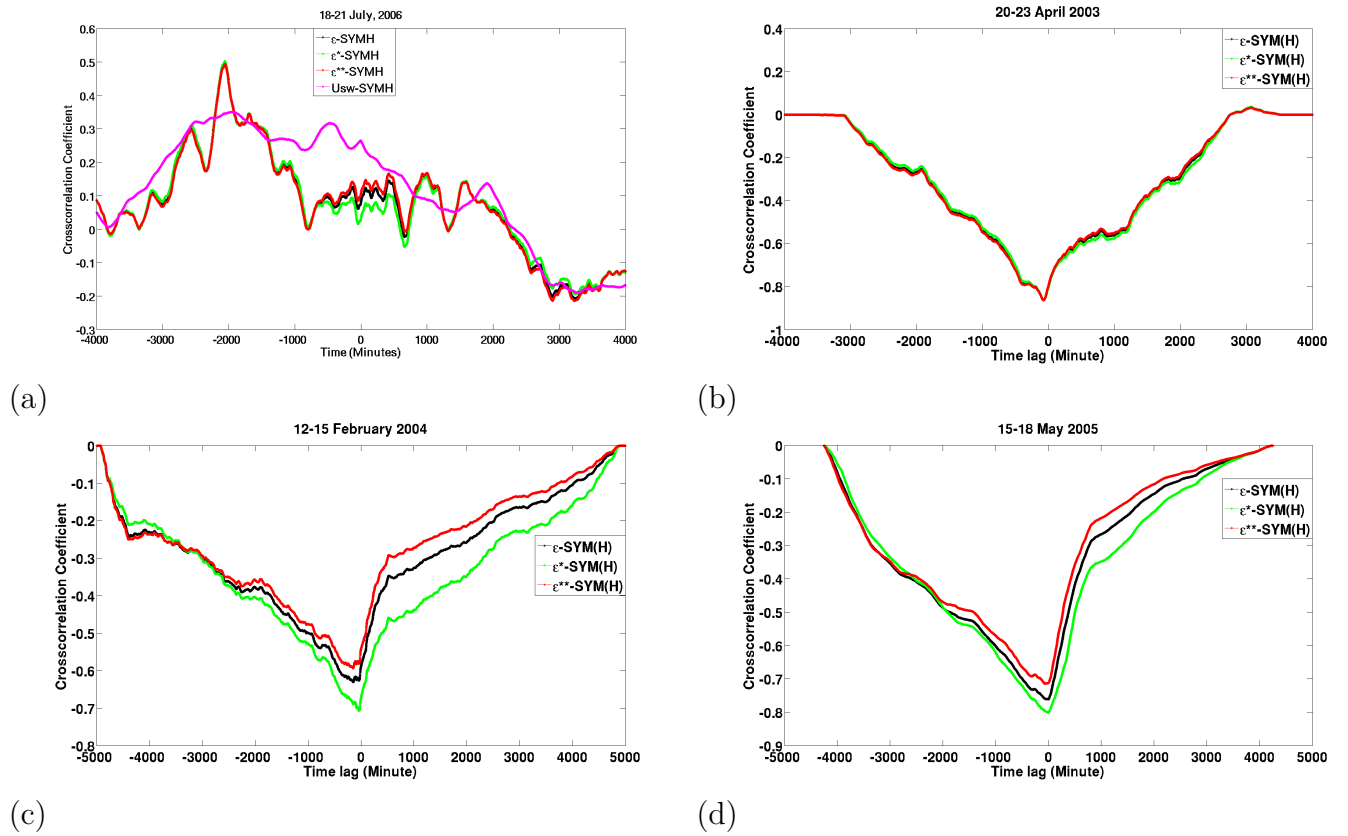 18-21 July, 2006
Crosscorrelation Coefficient
0.6
0.5
0.4
0.3
0.2
0.1
0
-0.1
-0.2
-0.3
ε-SYMH
ε*-SYMH
ε**-SYMH
Usw-SYMH
-4000 -3000 -2000 -1000 0 1000 2000 3000 4000
Time (Minutes)
(a)
20-23 April 2003
Crosscorrelation Coefficient
0.4
0.2
0
-0.2
-0.4
-0.6
-0.8
-1
ε-SYM(H)
ε*-SYM(H)
ε**-SYM(H)
-4000 -3000 -2000 -1000 0 1000 2000 3000 4000
Time lag (Minute)
(b)
12-15 February 2004
Crosscorrelation Coefficient
0
-0.1
-0.2
-0.3
-0.4
-0.5
-0.6
-0.7
-0.8
ε-SYM(H)
ε*-SYM(H)
ε**-SYM(H)
-5000 -4000 -3000 -2000 -1000 0 1000 2000 3000 4000 5000
Time lag (Minute)
(c)
15-18 May 2005
Crosscorrelation Coefficient
0
-0.1
-0.2
-0.3
-0.4
-0.5
-0.6
-0.7
-0.8
-0.9
ε-SYM(H)
ε*-SYM(H)
ε**-SYM(H)
-5000 -4000 -3000 -2000 -1000 0 1000 2000 3000 4000 5000
Time lag (Minute)
(d)